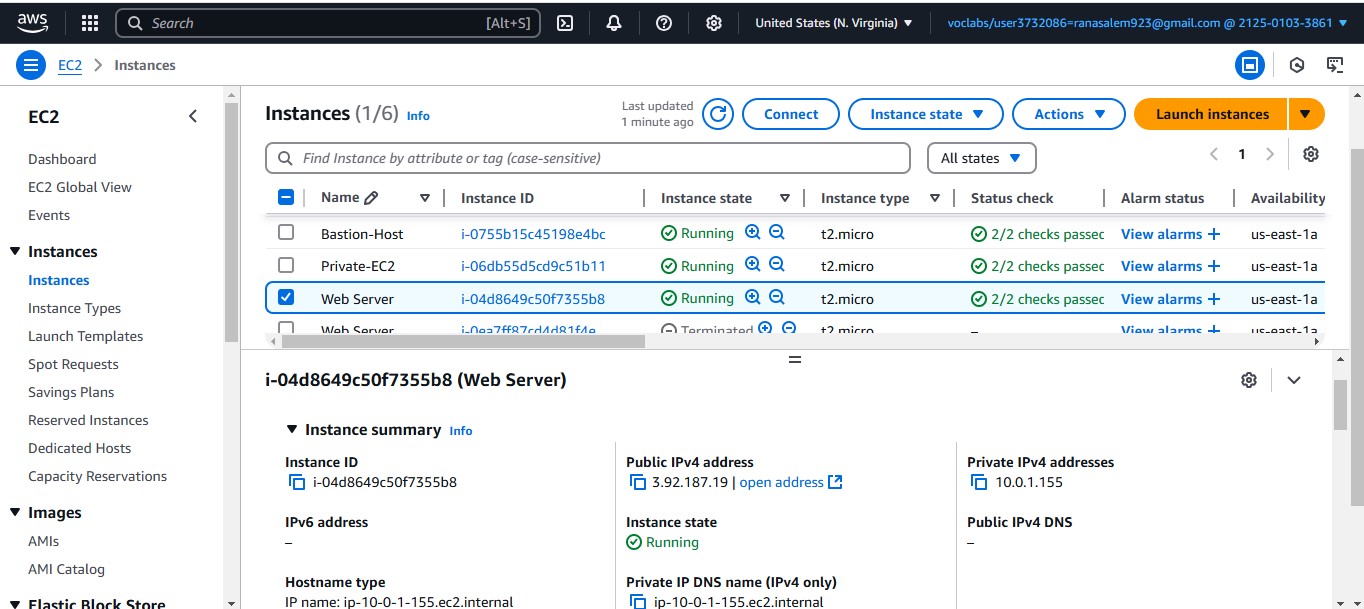 aws
Search [Alt+S] United States (N. Virginia) voclabs/user3732086=ranasalem923@gmail.com @ 2125-0103-3861
EC2 Instances
EC2
Dashboard
EC2 Global View
Events
Instances
Instances
Instance Types
Launch Templates
Spot Requests
Savings Plans
Reserved Instances
Dedicated Hosts
Capacity Reservations
Images
AMIs
AMI Catalog
Elastic Block Store
Instances (1/6) Info
Last updated
1 minute ago
Connect Instance state Actions Launch instances
Find Instance by attribute or tag (case-sensitive) All states 1
Name Instance ID Instance state Instance type Status check Alarm status Availability
Bastion-Host i-0755b15c45198e4bc Running t2.micro 2/2 checks passec View alarms + us-east-1a
Private-EC2 i-06db55d5cd9c51b11 Running t2.micro 2/2 checks passec View alarms + us-east-1a
Web Server i-04d8649c50f7355b8 Running t2.micro 2/2 checks passec View alarms + us-east-1a
Web Server i-0ea7ff87cd4d81f4e Terminated t2.micro – View alarms + us-east-1a
i-04d8649c50f7355b8 (Web Server)
Instance summary Info
Instance ID
i-04d8649c50f7355b8
Public IPv4 address
3.92.187.19 | open address
Private IPv4 addresses
10.0.1.155
IPv6 address
–
Instance state
Running
Public IPv4 DNS
–
Hostname type
IP name: ip-10-0-1-155.ec2.internal
Private IP DNS name (IPv4 only)
ip-10-0-1-155.ec2.internal